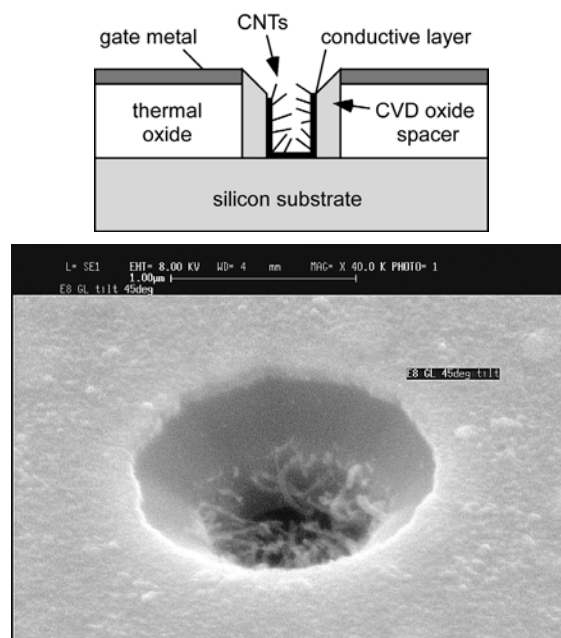 CNTs
gate metal
conductive layer
thermal
oxide
CVD oxide
spacer
silicon substrate
L= SE1 EHT= 8.00 KV WD= 4 mm MAG= X 40.0 K PHOTO= 1
1.00µm
E8 GL tilt 45deg
E8 GL 45deg tilt